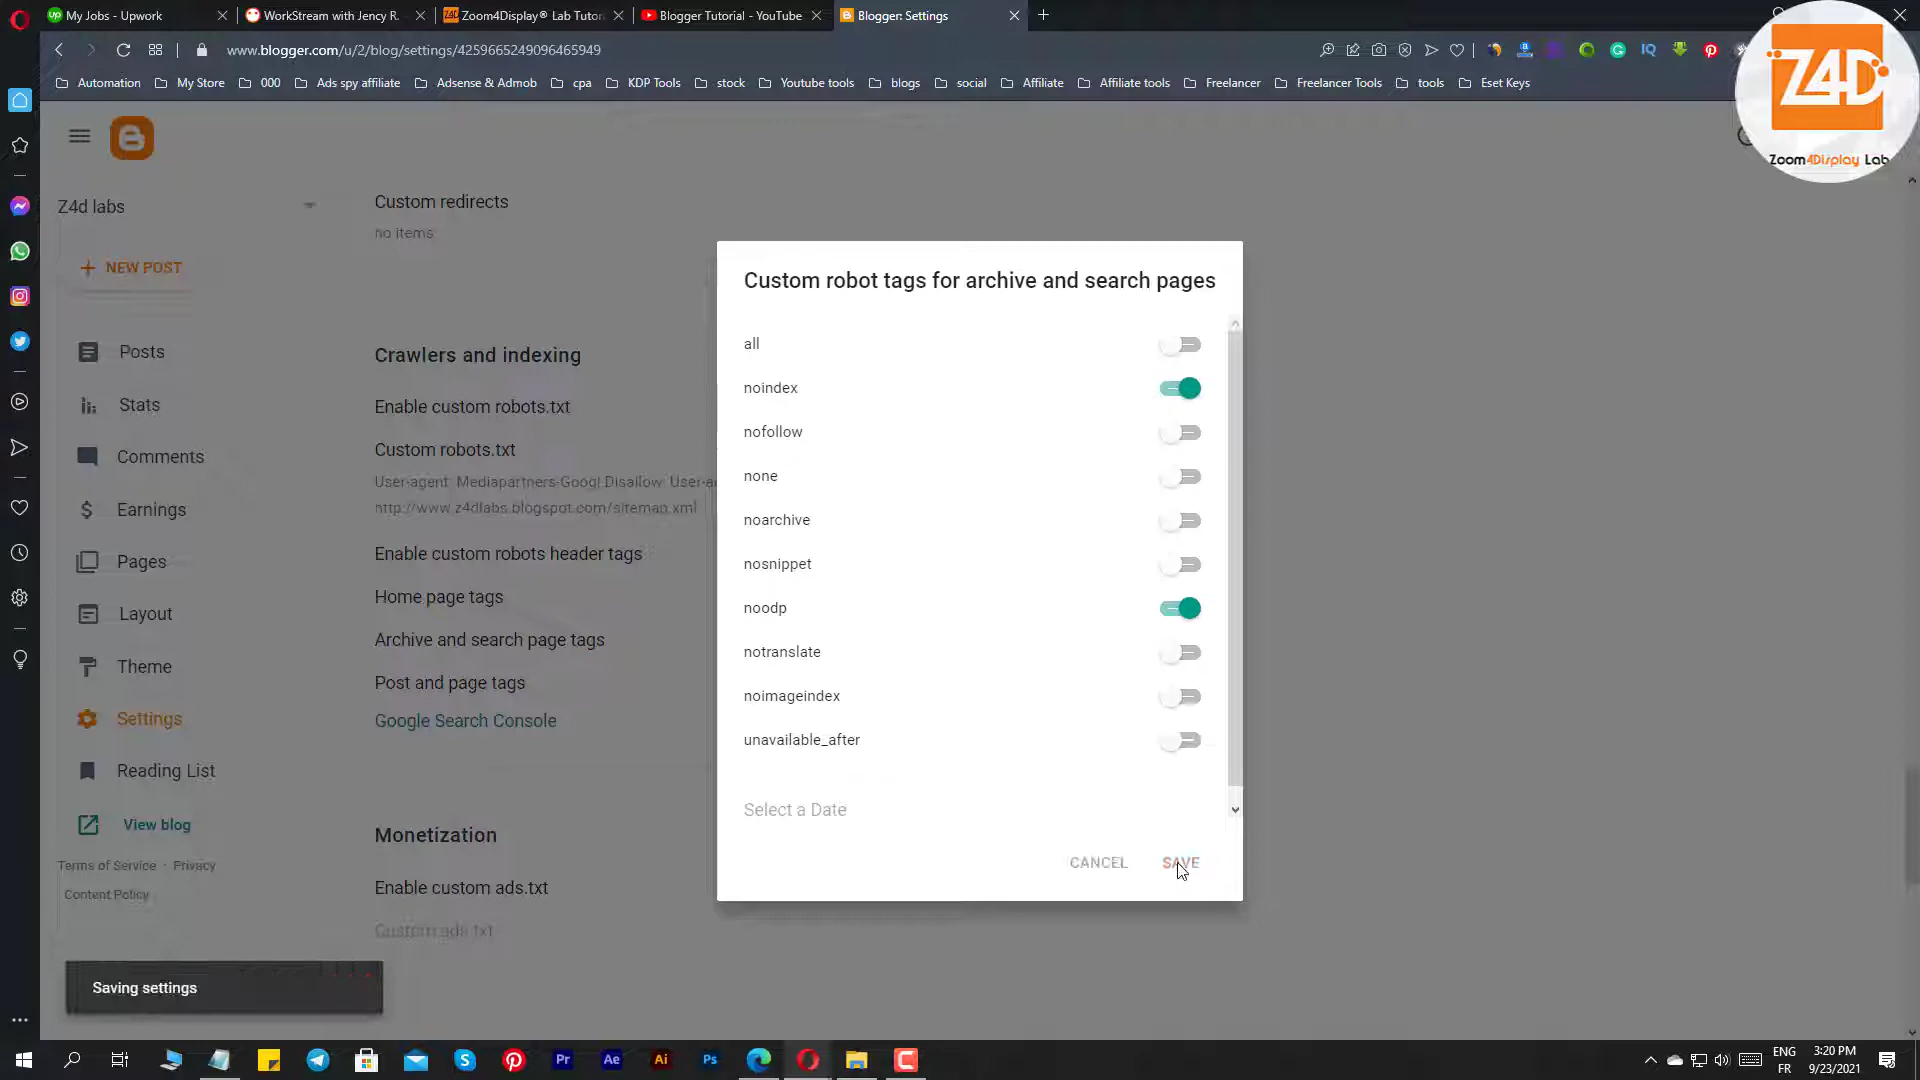 My Jobs - Upwork
WorkStream with Jency R.
Zoom4Display® Lab Tutor
Blogger Tutorial - YouTube
Blogger: Settings
www.blogger.com/u/2/blog/settings/4259665249096465949
Automation
My Store
000
Ads spy affiliate
Adsense & Admob
cpa
KDP Tools
stock
Youtube tools
blogs
social
Affiliate
Affiliate tools
Freelancer
Freelancer Tools
tools
Eset Keys
Z4D
Zoom4Display Lab
Z4d labs
NEW POST
Posts
Stats
Comments
Earnings
Pages
Layout
Theme
Settings
Reading List
View blog
Terms of Service · Privacy
Content Policy
Custom redirects
no items
Crawlers and indexing
Enable custom robots.txt
Custom robots.txt
User-agent: Mediapartners-Googl Disallow: User-a
http://www.z4dlabs.blogspot.com/sitemap.xml
Enable custom robots header tags
Home page tags
Archive and search page tags
Post and page tags
Google Search Console
Monetization
Enable custom ads.txt
Custom ads.txt
Custom robot tags for archive and search pages
all
noindex
nofollow
none
noarchive
nosnippet
noodp
notranslate
noimageindex
unavailable_after
Select a Date
CANCEL
SAVE
Saving settings
Pr
Ae
Ai
Ps
ENG
FR
3:20 PM
9/23/2021